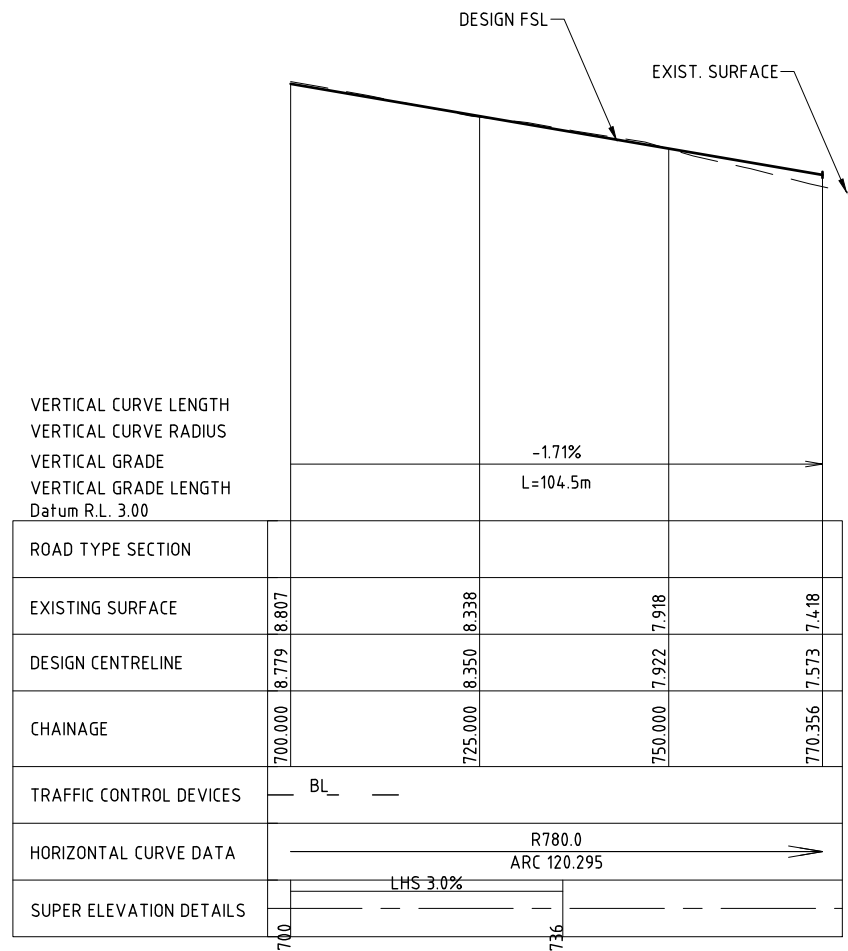 DESIGN FSL
EXIST. SURFACE
VERTICAL CURVE LENGTH
VERTICAL CURVE RADIUS
VERTICAL GRADE
-1.71%
VERTICAL GRADE LENGTH
L=104.5m
Datum R.L. 3.00
ROAD TYPE SECTION
EXISTING SURFACE 8.807 8.338 7.918 7.418
DESIGN CENTRELINE 8.779 8.350 7.922 7.573
CHAINAGE 700.000 725.000 750.000 770.356
TRAFFIC CONTROL DEVICES BL
HORIZONTAL CURVE DATA R780.0
ARC 120.295
LHS 3.0%
SUPER ELEVATION DETAILS
700 736